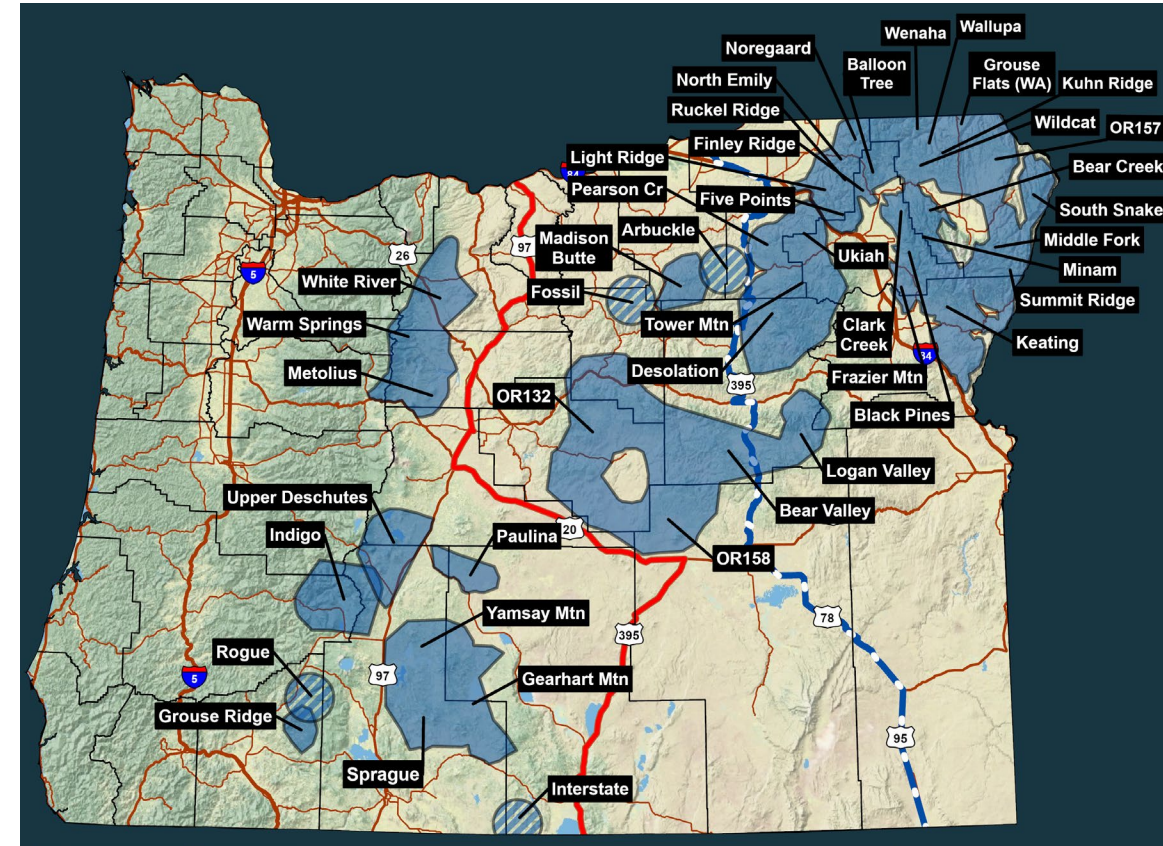 Wenaha
Wallupa
Noregaard
Balloon
Tree
Grouse
Flats (WA)
North Emily
Kuhn Ridge
Ruckel Ridge
Wildcat
OR157
Finley Ridge
Light Ridge
84
Bear Creek
Pearson Cr
Five Points
South Snake
Arbuckle
Madison
Butte
97
26
Ukiah
Middle Fork
Minam
5
White River
Fossil
Summit Ridge
Warm Springs
Tower Mtn
Clark
Creek
Keating
84
Metolius
Desolation
395
Frazier Mtn
OR132
Black Pines
Logan Valley
Upper Deschutes
Bear Valley
Indigo
Paulina
20
OR158
Yamsay Mtn
78
395
Rogue
5
97
Gearhart Mtn
Grouse Ridge
95
Sprague
Interstate